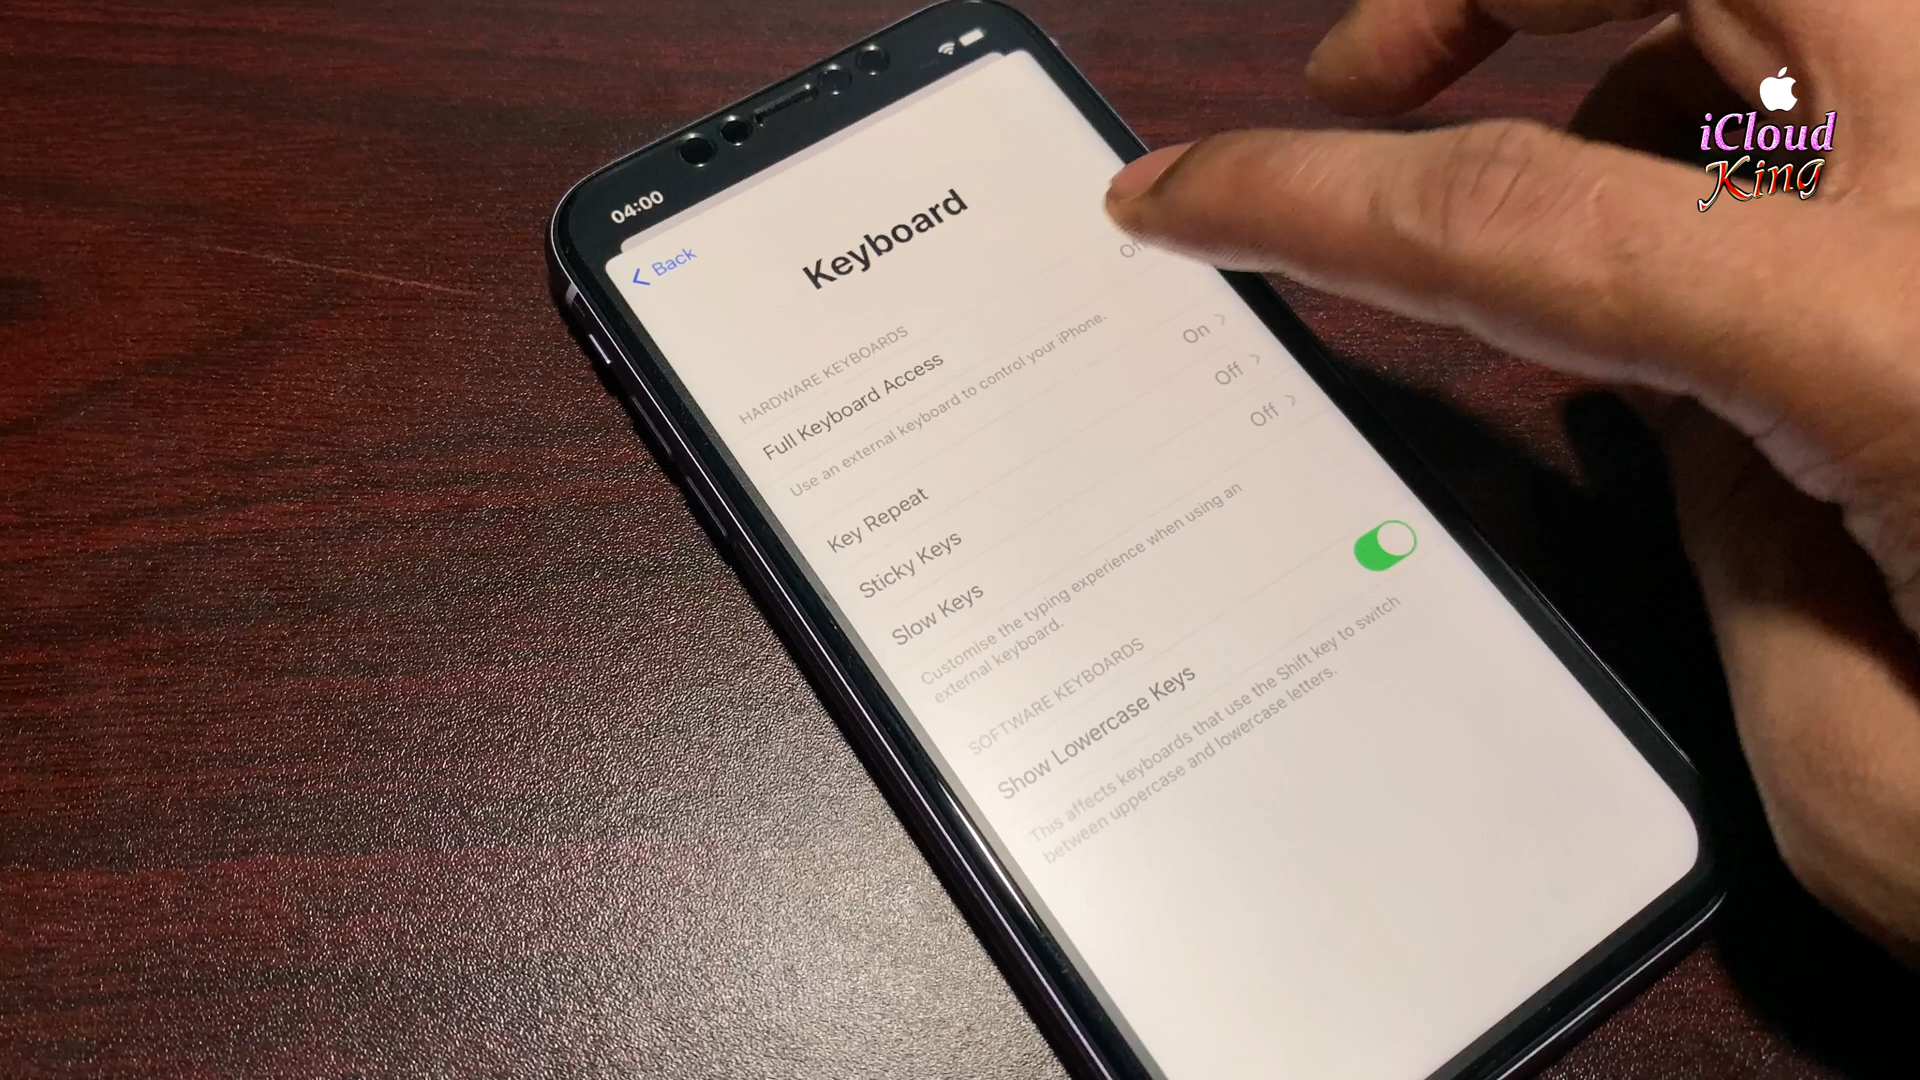 iCloud
King
04:00
Back
Keyboard
HARDWARE KEYBOARDS
Full Keyboard Access
Off
Use an external keyboard to control your iPhone.
Key Repeat
On
Sticky Keys
Off
Slow Keys
Off
Customise the typing experience when using an
external keyboard.
SOFTWARE KEYBOARDS
Show Lowercase Keys
This affects keyboards that use the Shift key to switch
between uppercase and lowercase letters.